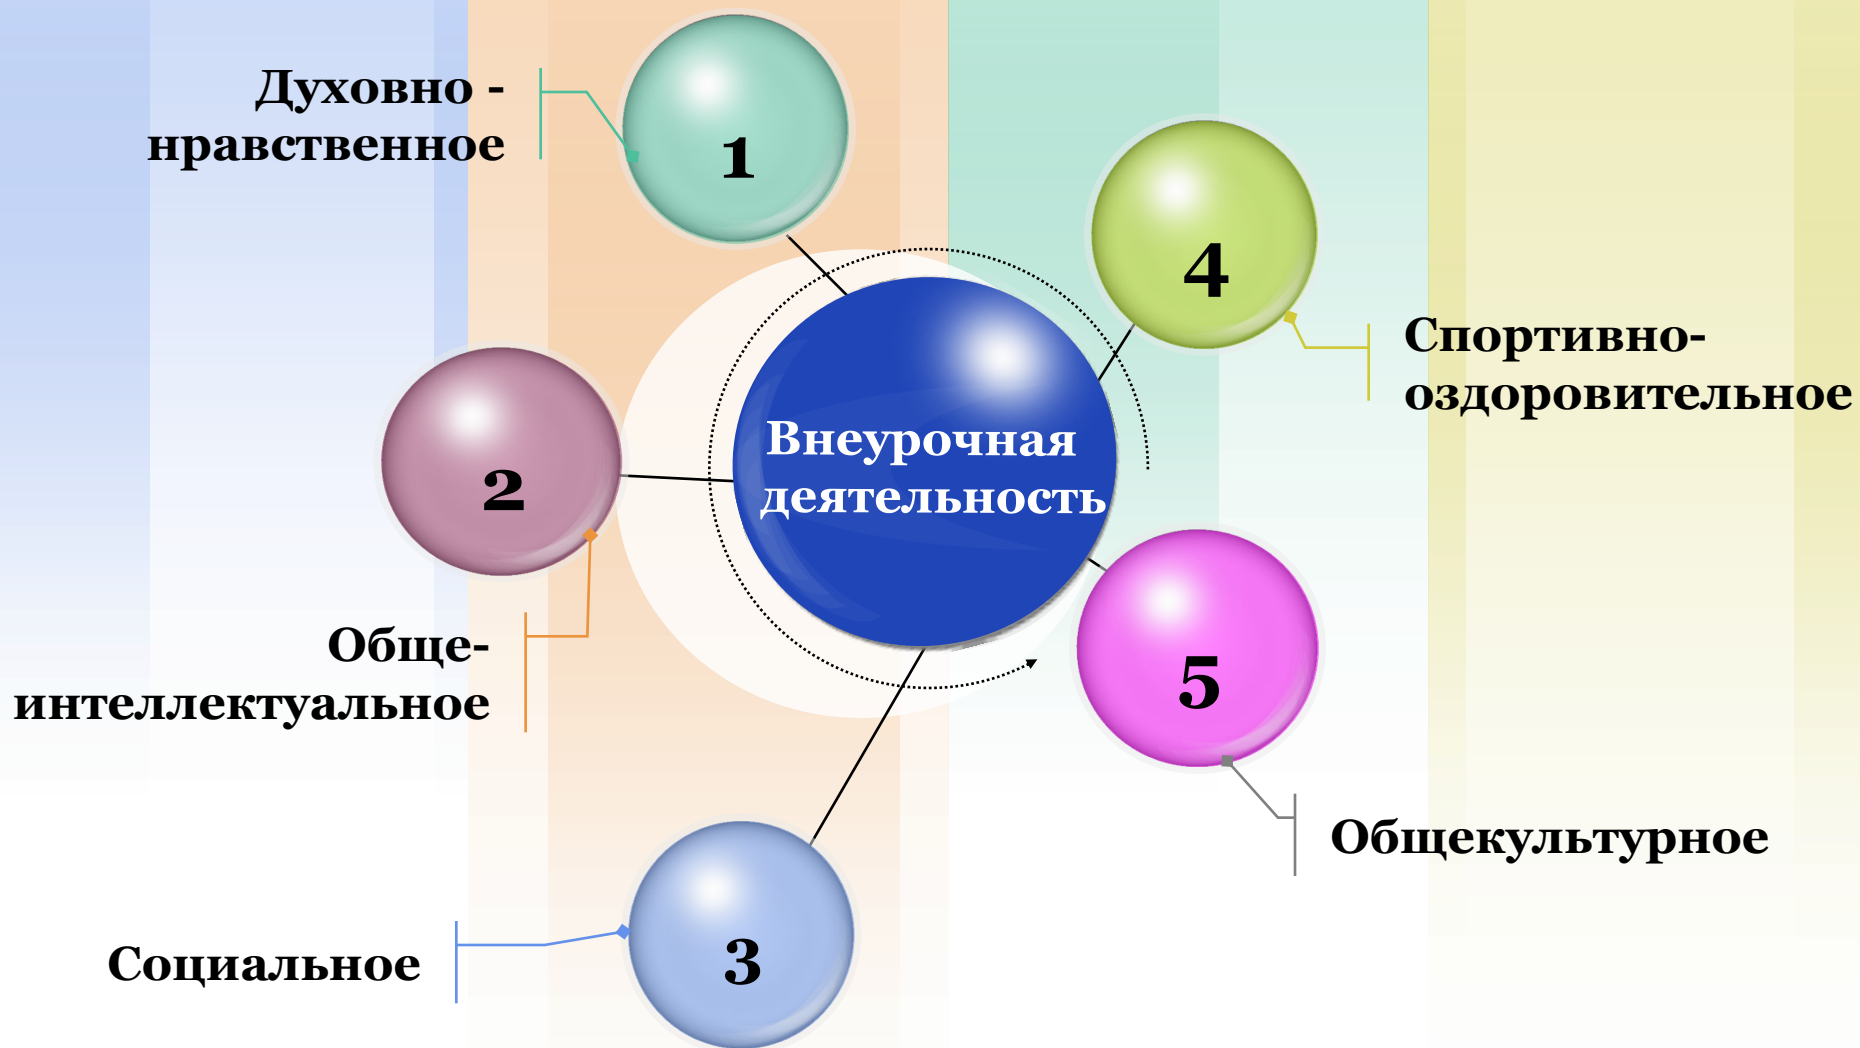 Духовно -
нравственное
1
4
Спортивно-
оздоровительное
Внеурочная
деятельность
2
Обще-
интеллектуальное
5
Общекультурное
3
Социальное